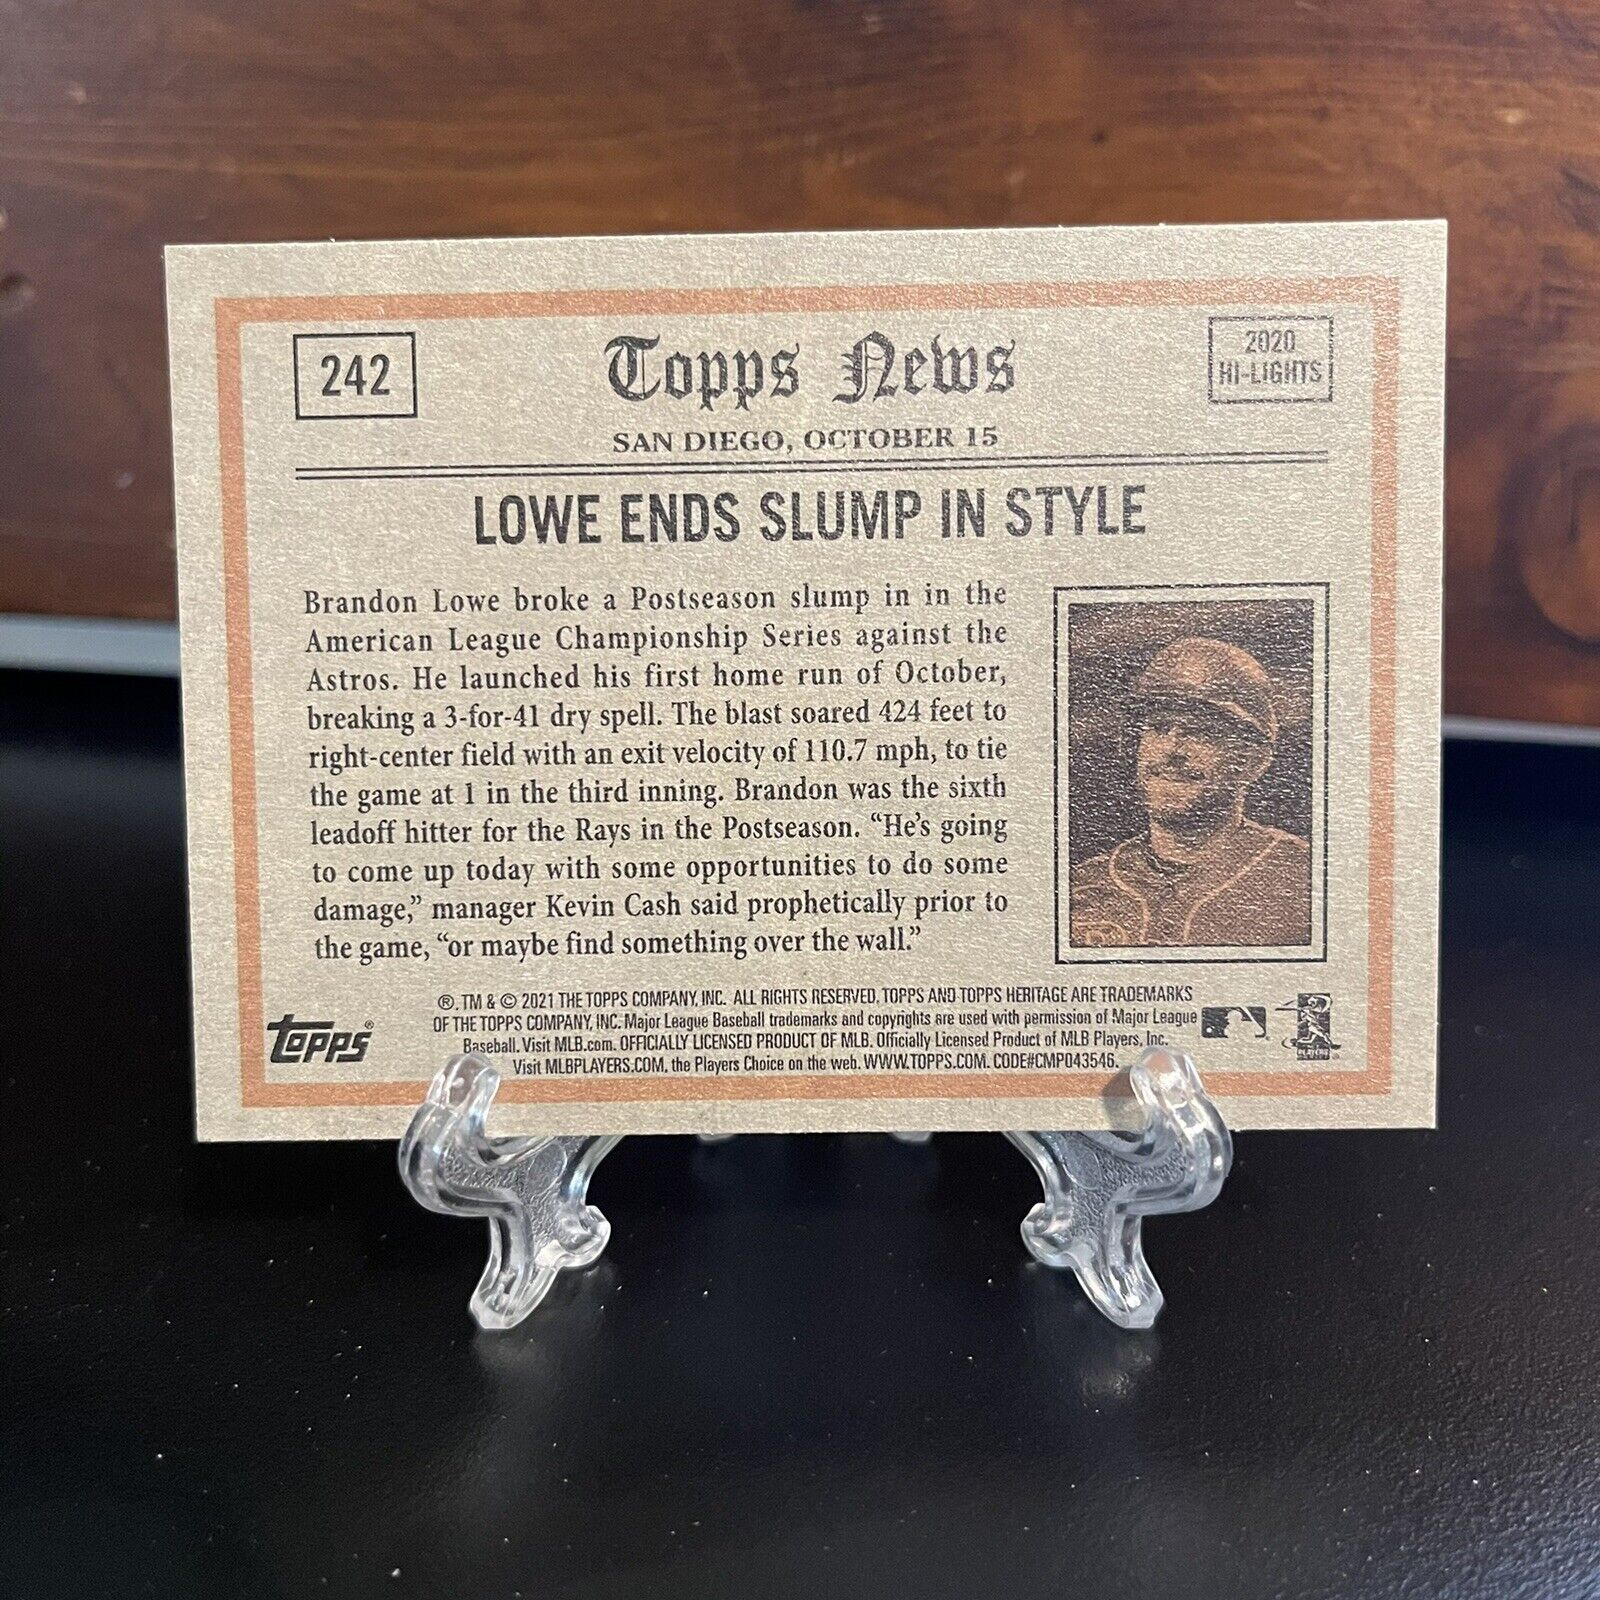 242
Topps News
2020
HI-LIGHTS
SAN DIEGO, OCTOBER 15
LOWE ENDS SLUMP IN STYLE
Brandon Lowe broke a Postseason slump in in the
American League Championship Series against the
Astros. He launched his first home run of October,
breaking a 3-for-41 dry spell. The blast soared 424 feet to
right-center field with an exit velocity of 110.7 mph, to tie
the game at 1 in the third inning. Brandon was the sixth
leadoff hitter for the Rays in the Postseason. “He’s going
to come up today with some opportunities to do some
damage,” manager Kevin Cash said prophetically prior to
the game, “or maybe find something over the wall.”
®, TM & © 2021 THE TOPPS COMPANY, INC. ALL RIGHTS RESERVED. TOPPS AND TOPPS HERITAGE ARE TRADEMARKS
OF THE TOPPS COMPANY, INC. Major League Baseball trademarks and copyrights are used with permission of Major League
Baseball. Visit MLB.com. OFFICIALLY LICENSED PRODUCT OF MLB. Officially Licensed Product of MLB Players, Inc.
Visit MLBPLAYERS.COM, the Players Choice on the web. WWW.TOPPS.COM. CODE#CMP043546.
Topps®
PLAYERS